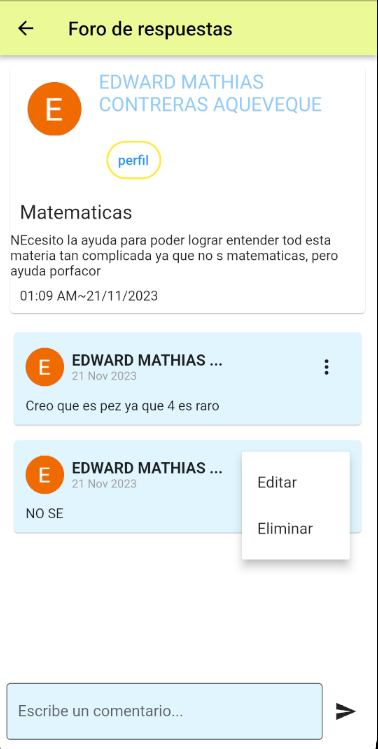 Foro de respuestas
E
EDWARD MATHIAS
CONTRERAS AQUEVEQUE
perfil
Matematicas
NEcesito la ayuda para poder lograr entender tod esta
materia tan complicada ya que no s matematicas, pero
ayuda porfacor
01:09 AM~21/11/2023
E
EDWARD MATHIAS ...
21 Nov 2023
Creo que es pez ya que 4 es raro
E
EDWARD MATHIAS ...
21 Nov 2023
NO SE
Editar
Eliminar
Escribe un comentario...